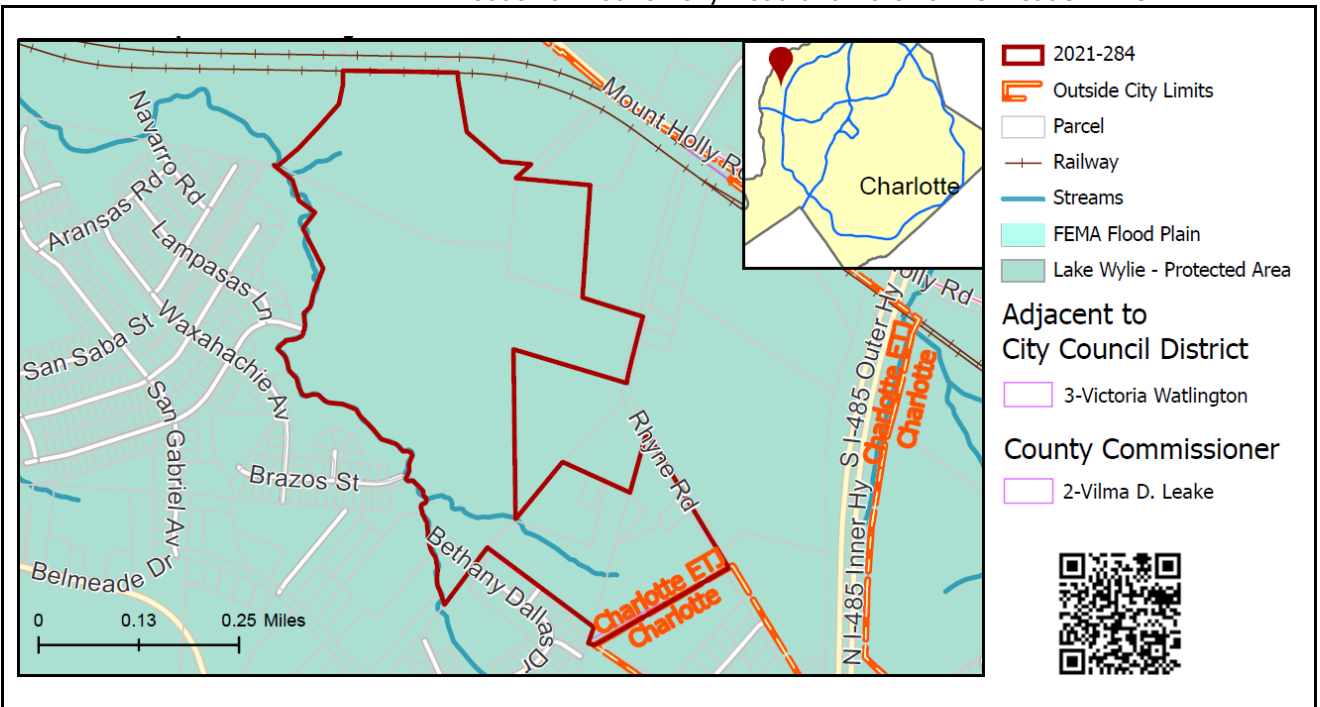 Mount Holly Rd
Charlotte
Navarro Rd
Aransas Rd
Lampasas Ln
Waxahachie Av
San Saba St
San Gabriel Av
Brazos St
Belmeade Dr
Bethany Dallas Dr
Rhyne Rd
olly Rd
S I-485 Outer Hy
N I-485 Inner Hy
Charlotte ETJ
Charlotte
Charlotte ETJ
Charlotte
0 0.13 0.25 Miles
2021-284
Outside City Limits
Parcel
Railway
Streams
FEMA Flood Plain
Lake Wylie - Protected Area
Adjacent to
City Council District
3-Victoria Watlington
County Commissioner
2-Vilma D. Leake